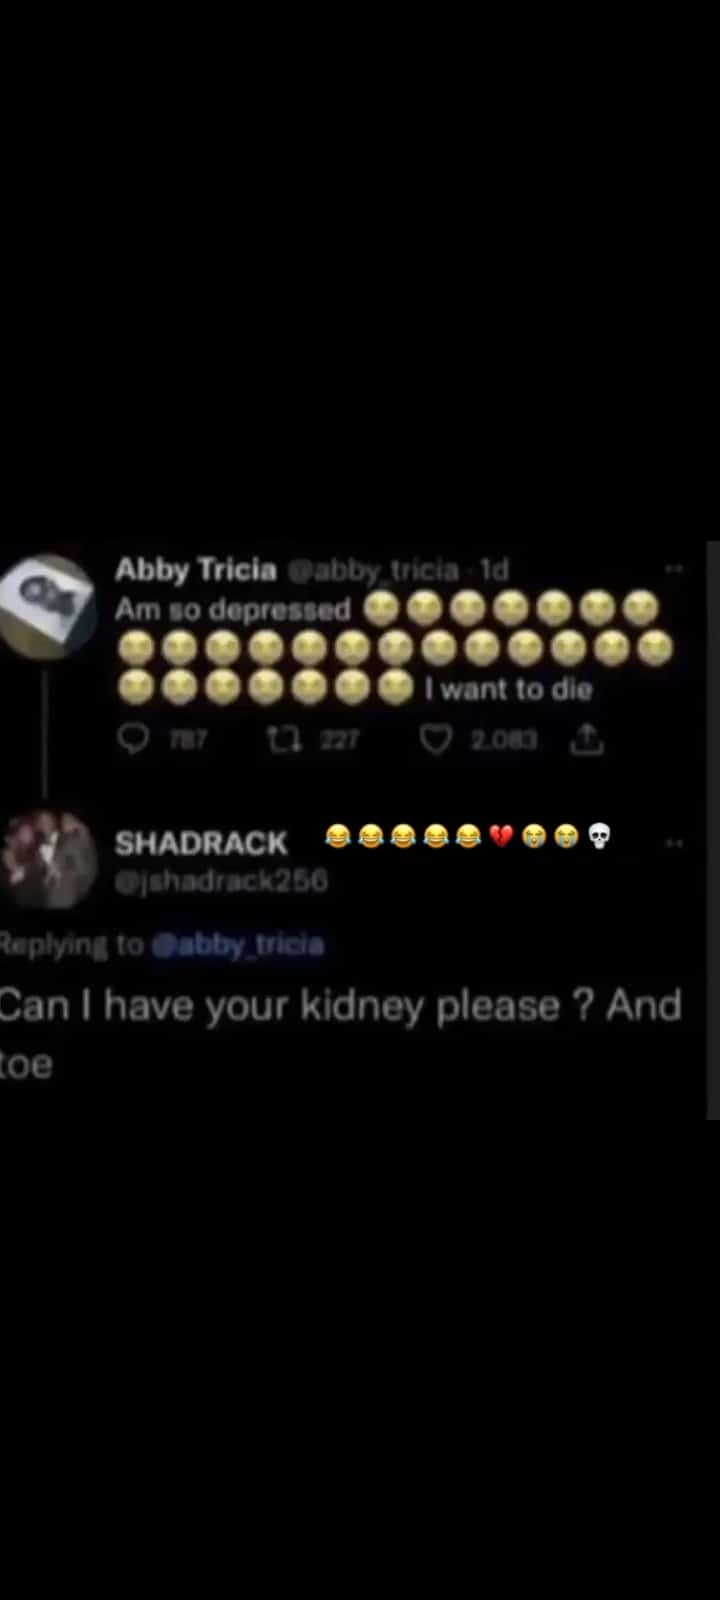 Abby Tricia @abby_tricia · 1d
Am so depressed
I want to die
787 227 2,083
SHADRACK 😂😂😂😂😂💔😭😭💀
@jshadrack256
Replying to @abby_tricia
Can I have your kidney please ? And
toe